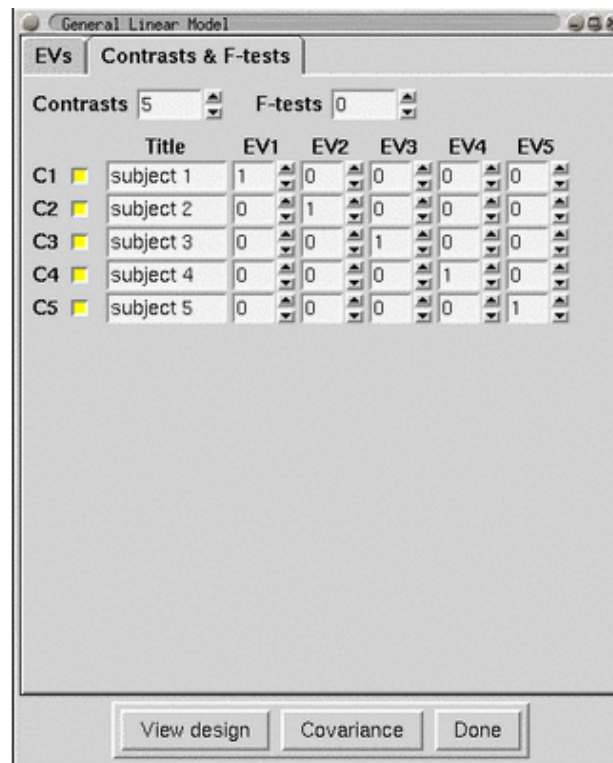 General Linear Model
EVs Contrasts & F-tests
Contrasts 5 F-tests 0
Title EV1 EV2 EV3 EV4 EV5
C1 subject 1 1 0 0 0 0
C2 subject 2 0 1 0 0 0
C3 subject 3 0 0 1 0 0
C4 subject 4 0 0 0 1 0
C5 subject 5 0 0 0 0 1
View design Covariance Done